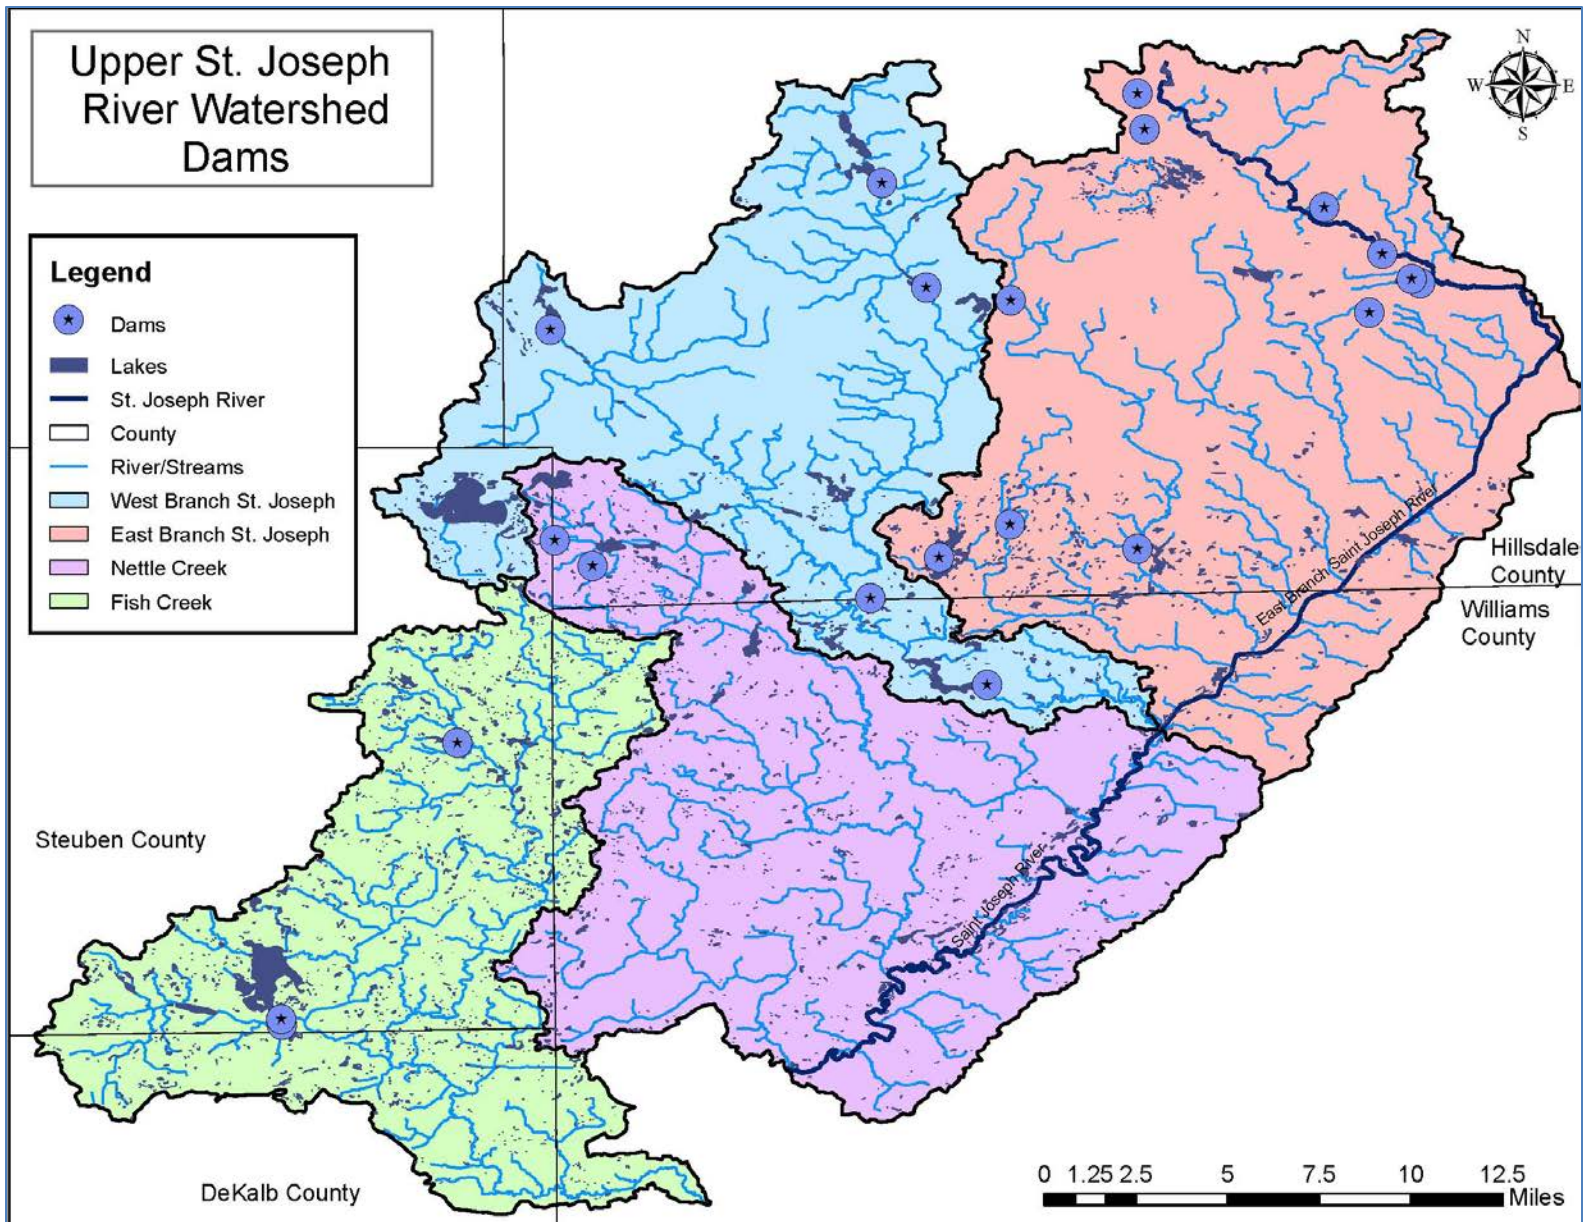 Upper St. Joseph
River Watershed
Dams
N
W E
S
Legend
Dams
Lakes
St. Joseph River
County
River/Streams
West Branch St. Joseph
East Branch St. Joseph
Nettle Creek
Fish Creek
East Branch Saint Joseph River
Hillsdale
County
Williams
County
Steuben County
Saint Joseph River
DeKalb County
0 1.25 2.5 5 7.5 10 12.5
Miles